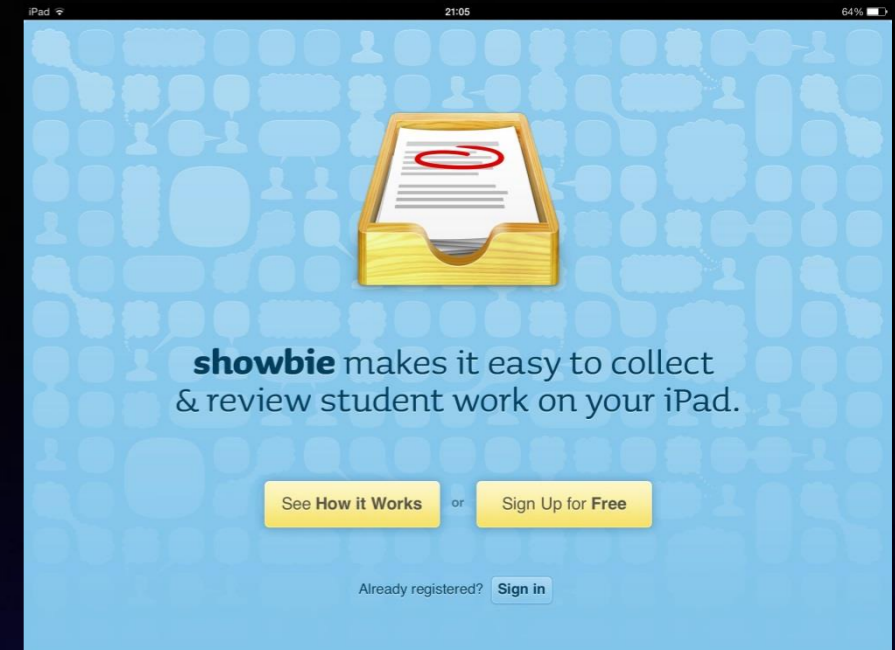 iPad 21:05 64%
showbie makes it easy to collect
& review student work on your iPad.
See How it Works or Sign Up for Free
Already registered? Sign in